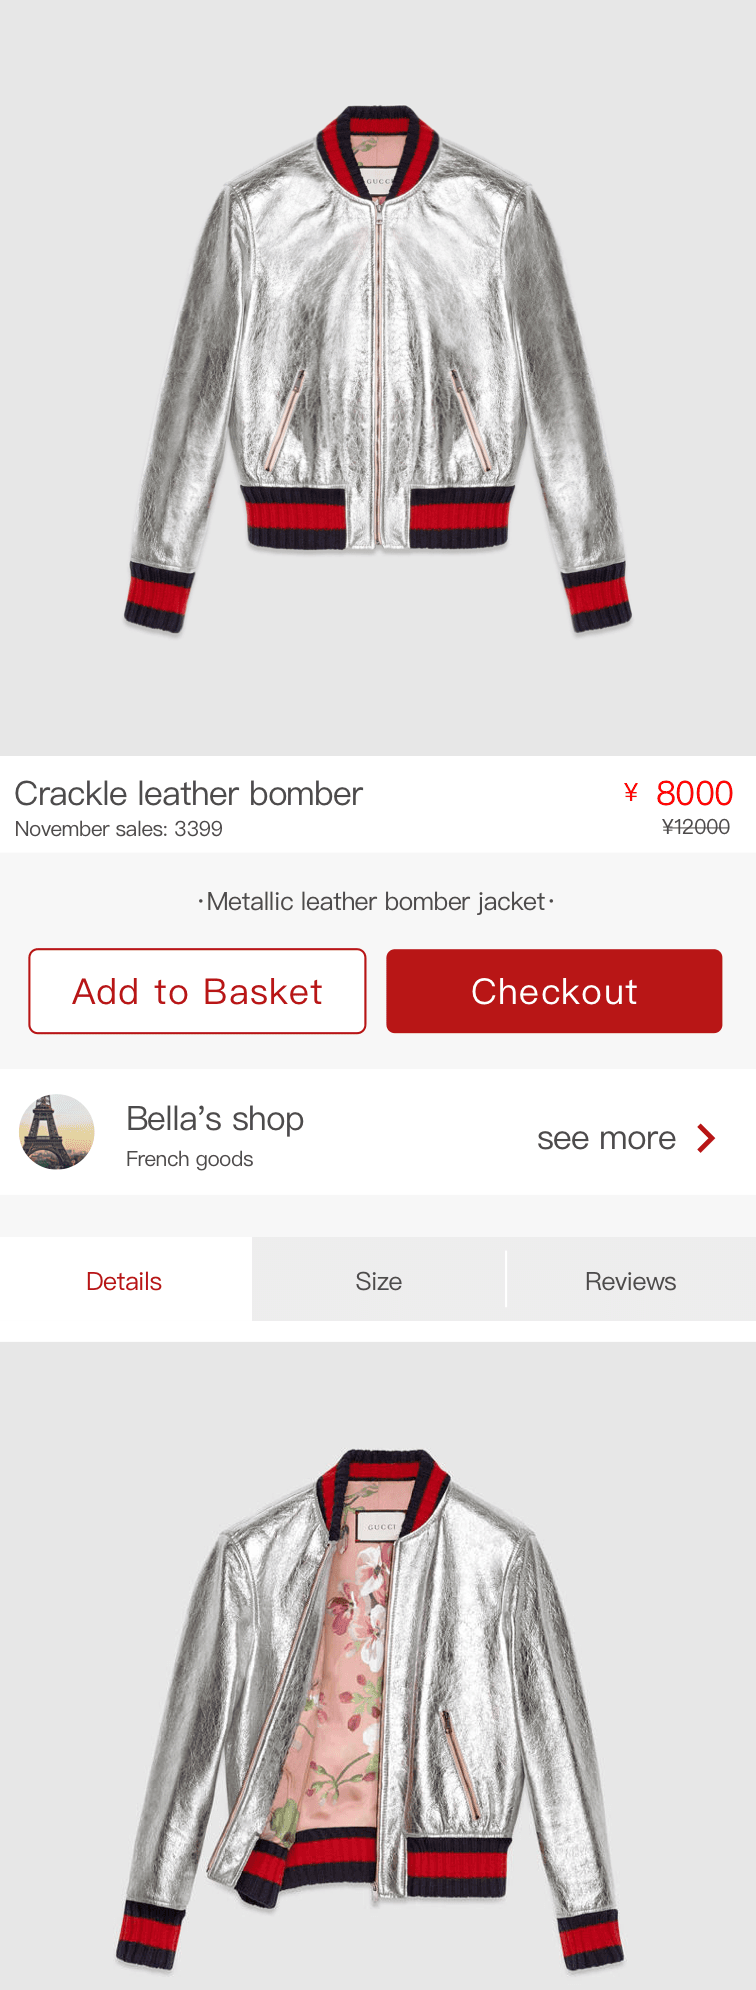 GUCCI
Crackle leather bomber
¥ 8000
November sales: 3399
¥12000
·Metallic leather bomber jacket·
Add to Basket
Checkout
Bella's shop
French goods
see more
Details
Size
Reviews
GUCCI